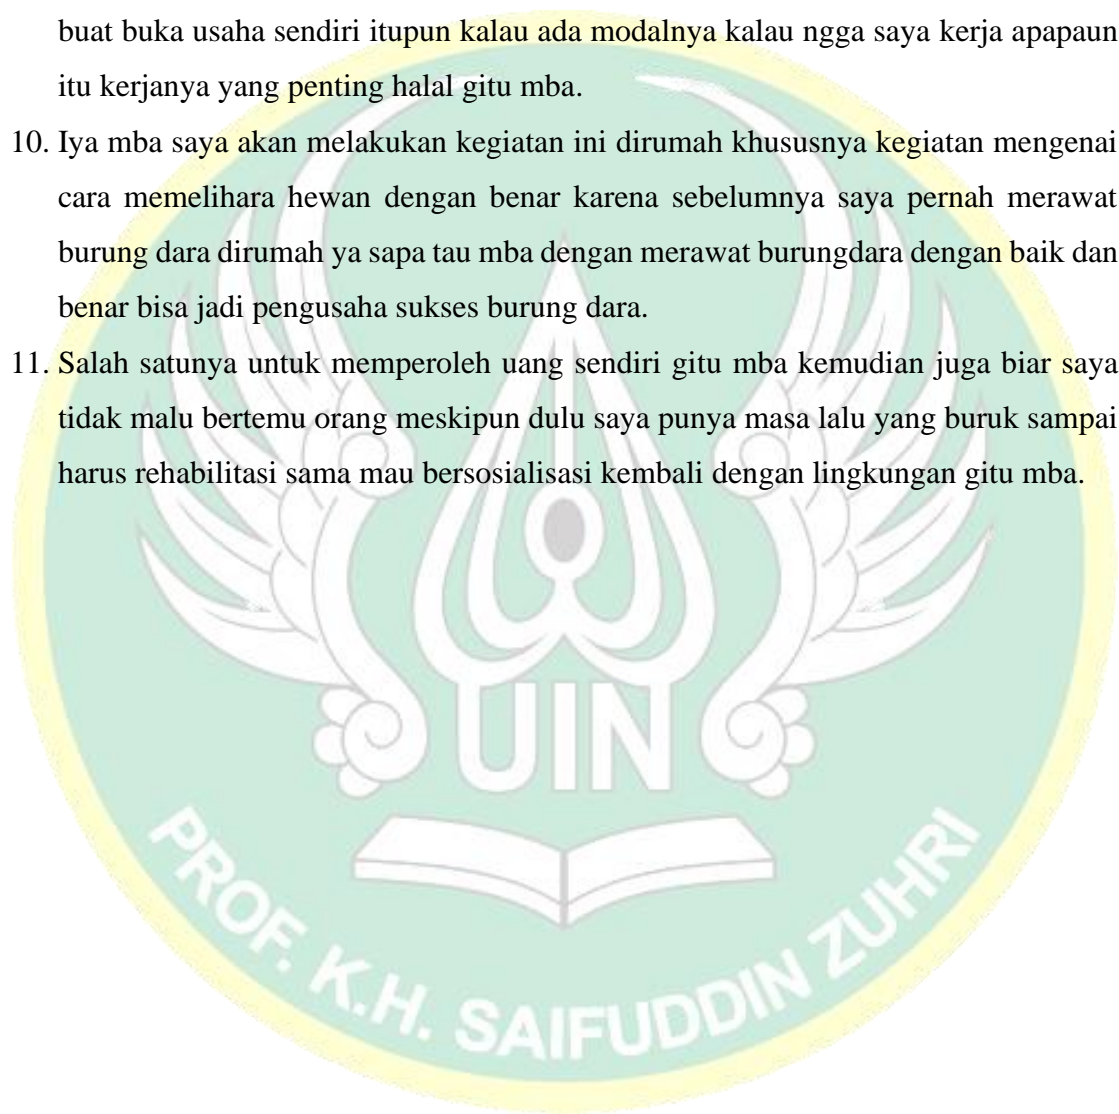 buat buka usaha sendiri itupun kalau ada modalnya kalau ngga saya kerja apapaun
itu kerjanya yang penting halal gitu mba.
10. Iya mba saya akan melakukan kegiatan ini dirumah khususnya kegiatan mengenai
cara memelihara hewan dengan benar karena sebelumnya saya pernah merawat
burung dara dirumah ya sapa tau mba dengan merawat burungdara dengan baik dan
benar bisa jadi pengusaha sukses burung dara.
11. Salah satunya untuk memperoleh uang sendiri gitu mba kemudian juga biar saya
tidak malu bertemu orang meskipun dulu saya punya masa lalu yang buruk sampai
harus rehabilitasi sama mau bersosialisasi kembali dengan lingkungan gitu mba.
UIN
PROF. K.H. SAIFUDDIN ZUHRI